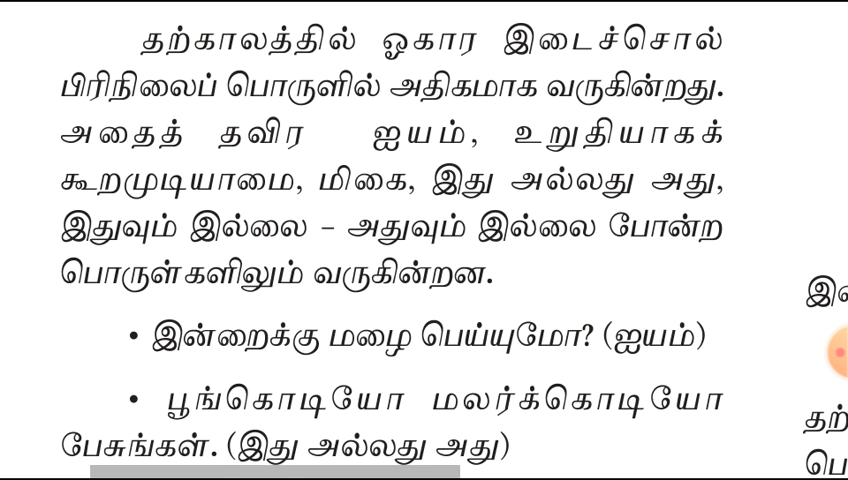 தற்காலத்தில் ஓகார இடைச்சொல்
பிரிநிலைப் பொருளில் அதிகமாக வருகின்றது.
அதைத் தவிர ஐயம், உறுதியாகக்
கூறமுடியாமை, மிகை, இது அல்லது அது,
இதுவும் இல்லை – அதுவும் இல்லை போன்ற
பொருள்களிலும் வருகின்றன.
• இன்றைக்கு மழை பெய்யுமோ? (ஐயம்)
• பூங்கொடியோ மலர்க்கொடியோ
பேசுங்கள். (இது அல்லது அது)